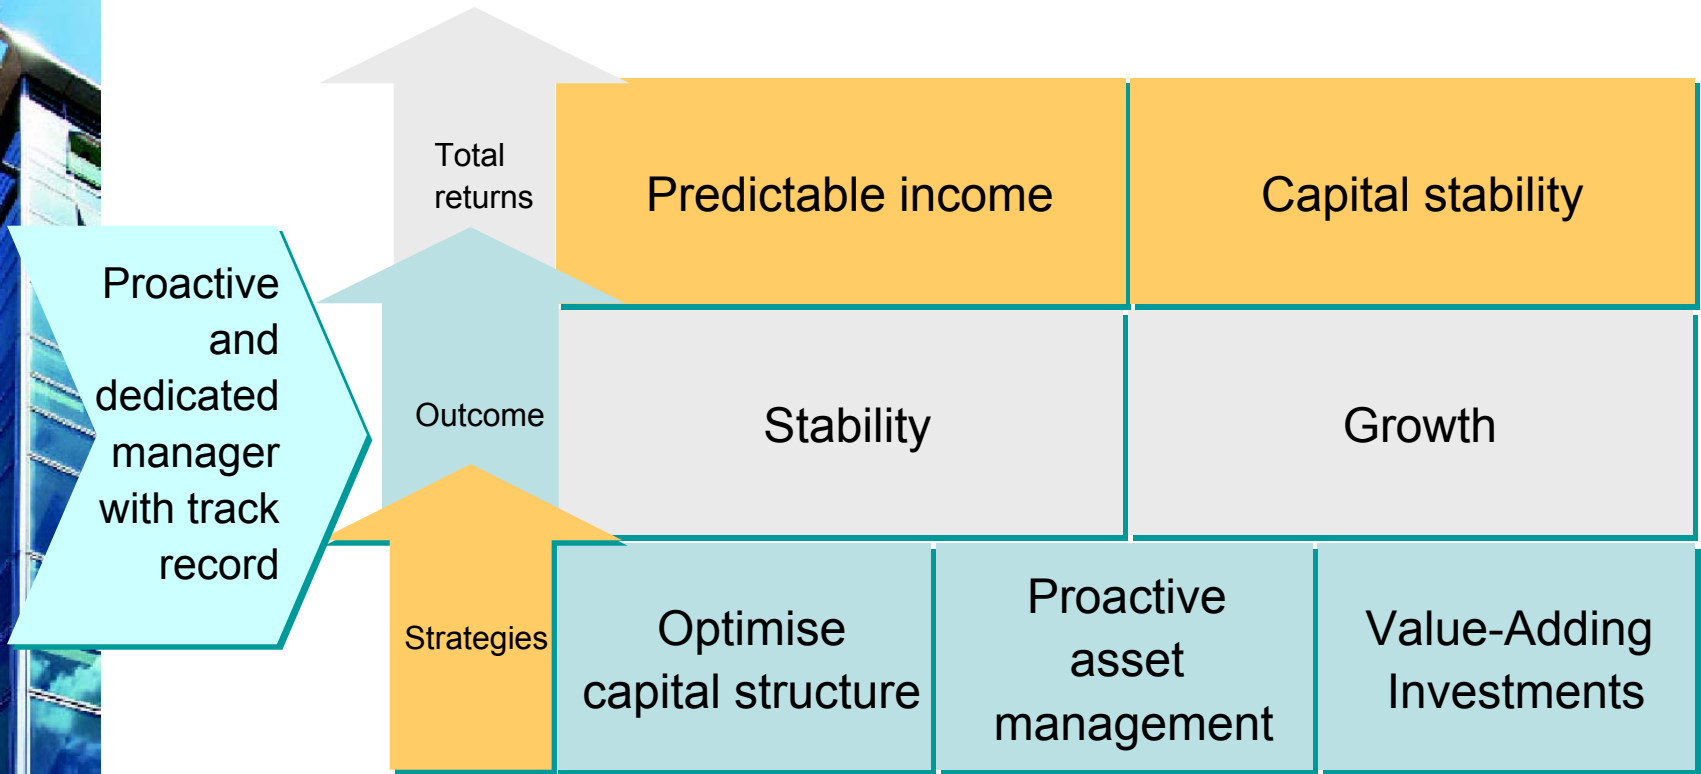 Total
returns
Predictable income
Capital stability
Proactive
and
dedicated
manager
with track
record
Outcome
Stability
Growth
Strategies
Optimise
capital structure
Proactive
asset
management
Value-Adding
Investments